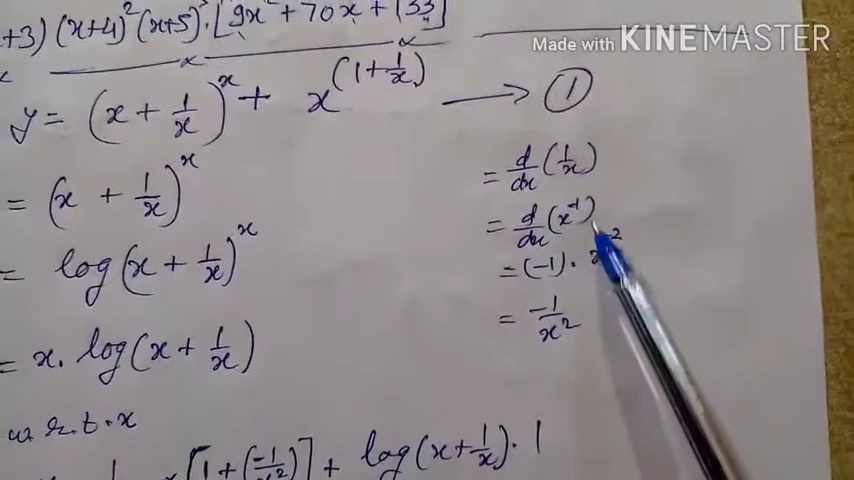 +3) (x+4)² (x+5)³ · [9x² + 70x + 133]
Made with KINEMASTER
y = (x + 1/x)^x + x^(1 + 1/x) → ①
= (x + 1/x)^x
= log(x + 1/x)^x
= x. log(x + 1/x)
w.r.t.x
x[1 + (-1/x²)] + log(x + 1/x) · 1
= d/dx (1/x)
= d/dx (x⁻¹)
= (-1) · x⁻²
= -1/x²